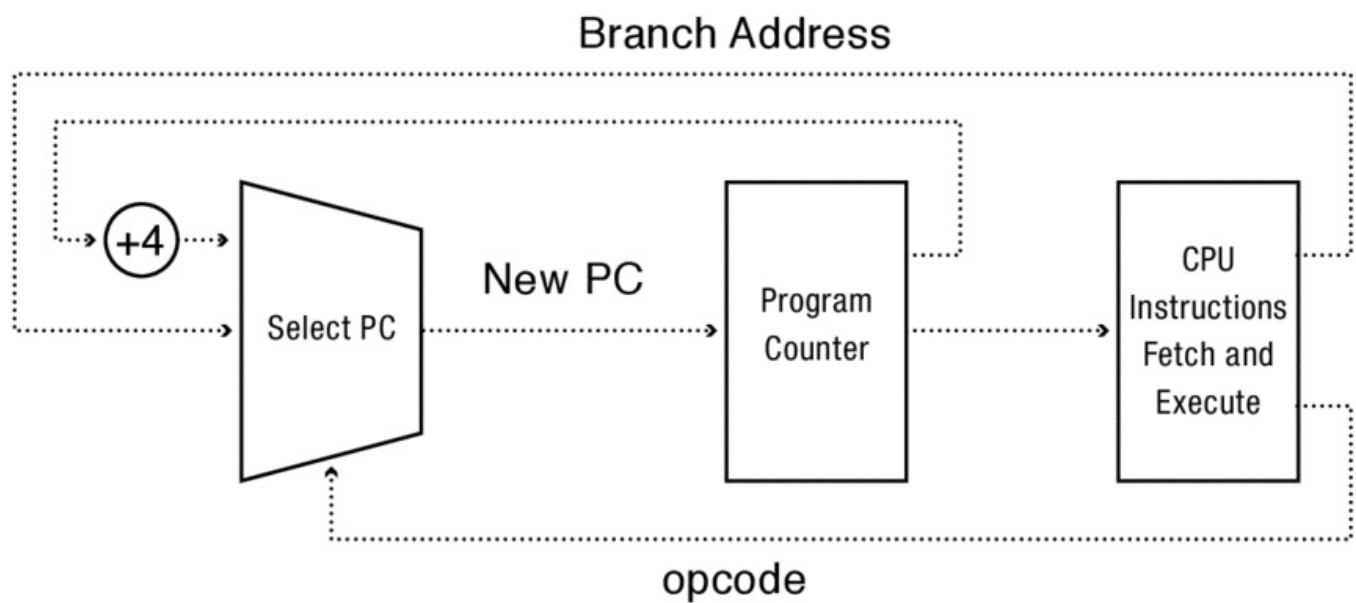 Branch Address
+4
Select PC
New PC
Program
Counter
CPU
Instructions
Fetch and
Execute
opcode